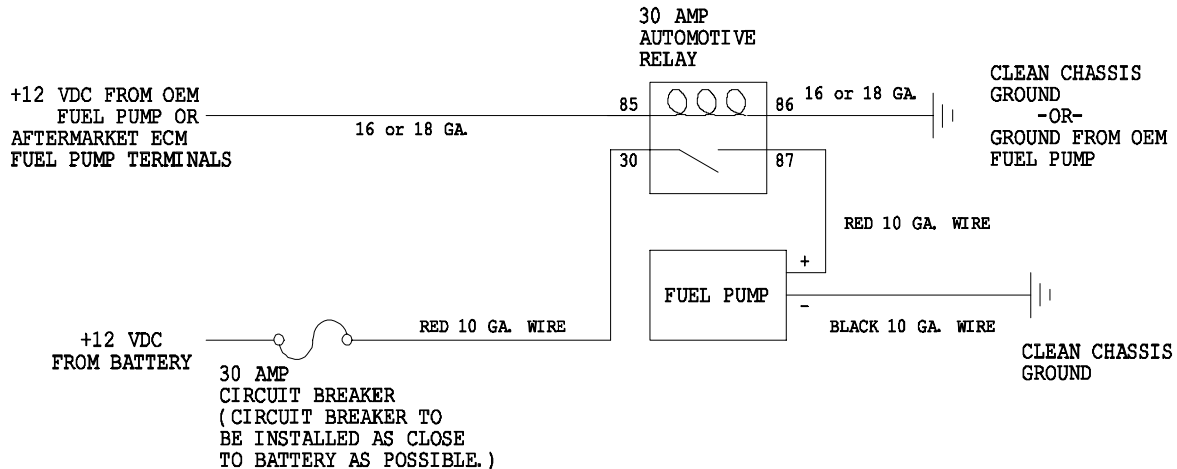 30 AMP
AUTOMOTIVE
RELAY
+12 VDC FROM OEM
FUEL PUMP OR
AFTERMARKET ECM
FUEL PUMP TERMINALS
16 or 18 GA.
85
86
16 or 18 GA.
CLEAN CHASSIS
GROUND
-OR-
GROUND FROM OEM
FUEL PUMP
30
87
RED 10 GA. WIRE
FUEL PUMP
+
-
BLACK 10 GA. WIRE
CLEAN CHASSIS
GROUND
+12 VDC
FROM BATTERY
RED 10 GA. WIRE
30 AMP
CIRCUIT BREAKER
(CIRCUIT BREAKER TO
BE INSTALLED AS CLOSE
TO BATTERY AS POSSIBLE.)